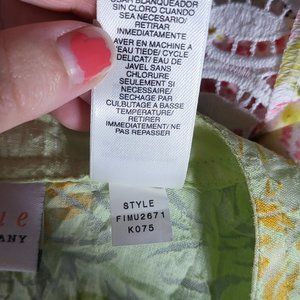 BLANQUEADOR
SIN CLORO CUANDO
SEA NECESARIO/
RETIRAR
INMEDIATAMENTE
LAVER EN MACHINE A
L'EAU TIEDE/ CYCLE
DELICAT/ EAU DE
JAVEL SANS
CHLORURE
SEULEMENT SI
NECESSAIRE/
SECHAGE PAR
CULBUTAGE A BASSE
TEMPERATURE/
RETIRER
IMMEDIATEMENT/ NE
PAS REPASSER
STYLE
FIMU2671
K075
ue
ANY